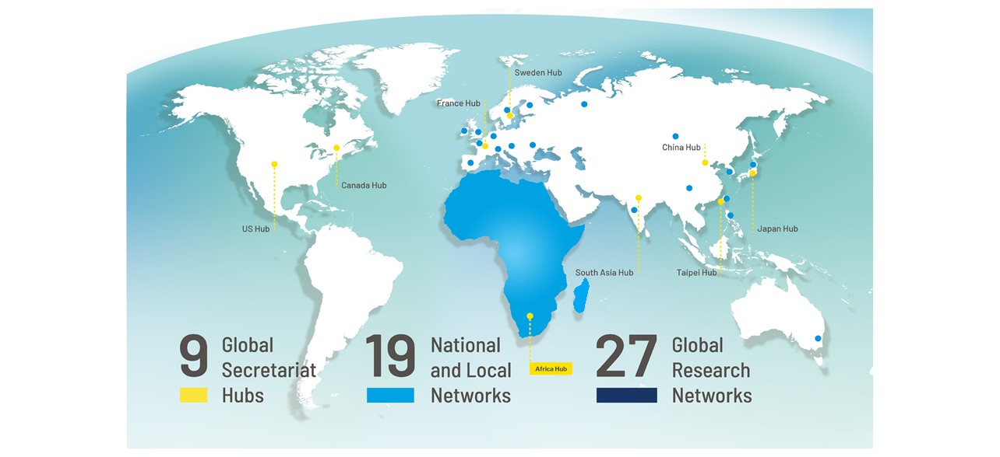 Sweden Hub
France Hub
China Hub
Canada Hub
US Hub
Japan Hub
South Asia Hub
Taipei Hub
9 Global
Secretariat
Hubs
19 National
and Local
Networks
Africa Hub
27 Global
Research
Networks